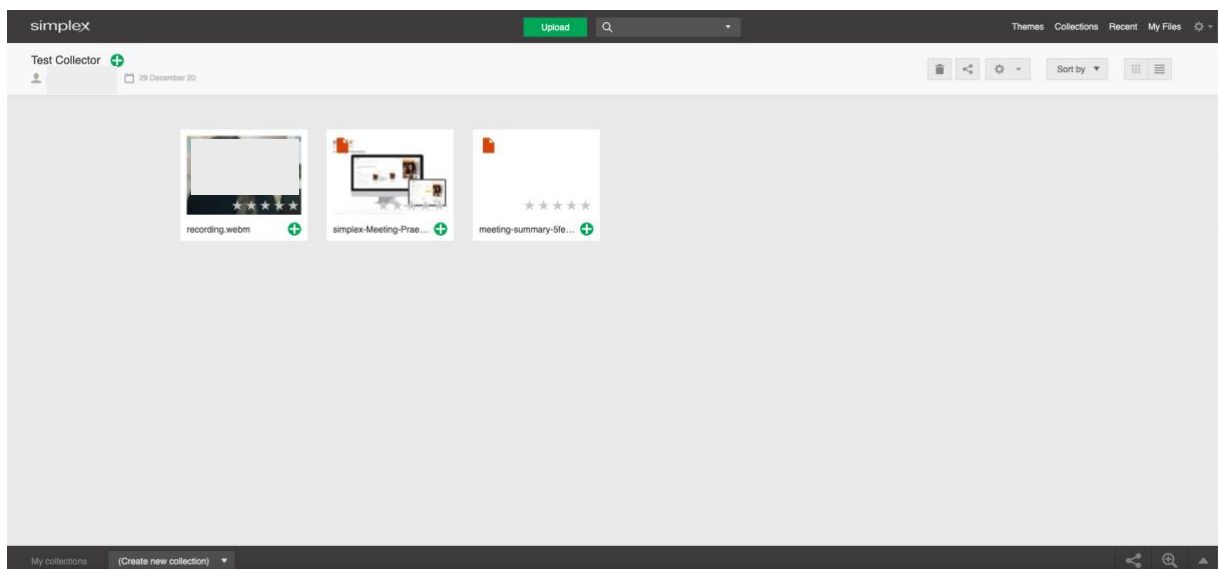 simplex
Upload
Themes Collections Recent My Files
Test Collector
29 December 20
Sort by
recording.webm
simplex-Meeting-Prae...
meeting-summary-5fe...
My collections
(Create new collection)